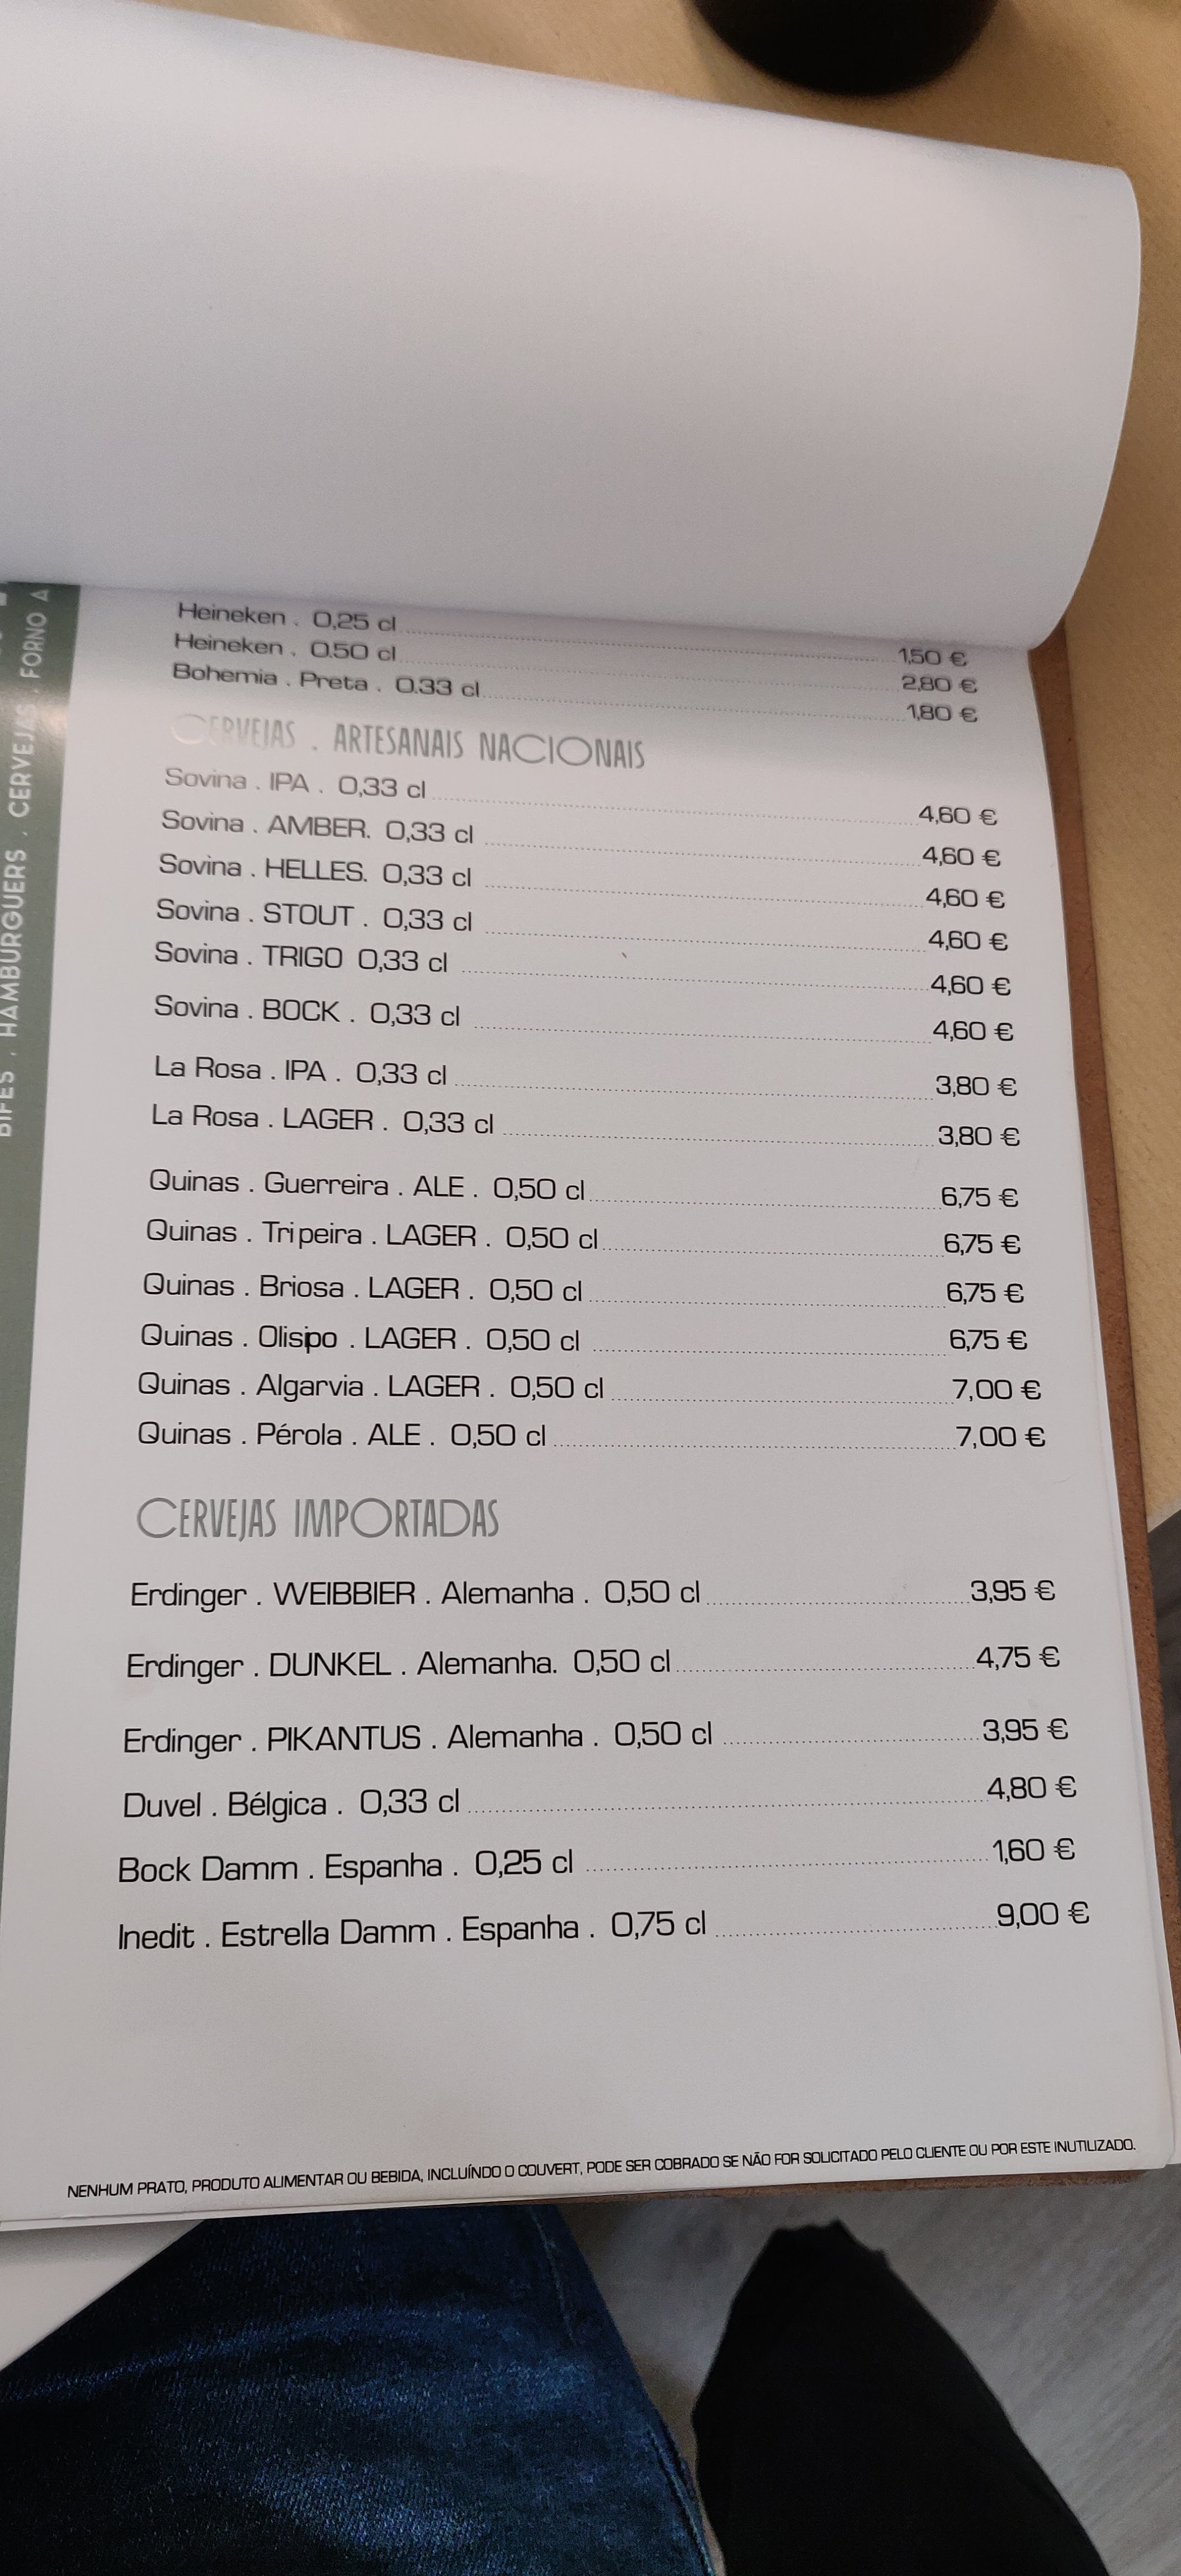 BIFES . HAMBURGUERS . CERVEJAS . FORNO A
Heineken . 0,25 cl 1,50 €
Heineken . 0.50 cl 2,80 €
Bohemia . Preta . 0.33 cl 1,80 €
CERVEJAS . ARTESANAIS NACIONAIS
Sovina . IPA . 0,33 cl 4,60 €
Sovina . AMBER. 0,33 cl 4,60 €
Sovina . HELLES. 0,33 cl 4,60 €
Sovina . STOUT . 0,33 cl 4,60 €
Sovina . TRIGO 0,33 cl 4,60 €
Sovina . BOCK . 0,33 cl 4,60 €
La Rosa . IPA . 0,33 cl 3,80 €
La Rosa . LAGER . 0,33 cl 3,80 €
Quinas . Guerreira . ALE . 0,50 cl 6,75 €
Quinas . Tripeira . LAGER . 0,50 cl 6,75 €
Quinas . Briosa . LAGER . 0,50 cl 6,75 €
Quinas . Olisipo . LAGER . 0,50 cl 6,75 €
Quinas . Algarvia . LAGER . 0,50 cl 7,00 €
Quinas . Pérola . ALE . 0,50 cl 7,00 €
CERVEJAS IMPORTADAS
Erdinger . WEIBBIER . Alemanha . 0,50 cl 3,95 €
Erdinger . DUNKEL . Alemanha. 0,50 cl 4,75 €
Erdinger . PIKANTUS . Alemanha . 0,50 cl 3,95 €
Duvel . Bélgica . 0,33 cl 4,80 €
Bock Damm . Espanha . 0,25 cl 1,60 €
Inedit . Estrella Damm . Espanha . 0,75 cl 9,00 €
NENHUM PRATO, PRODUTO ALIMENTAR OU BEBIDA, INCLUÍNDO O COUVERT, PODE SER COBRADO SE NÃO FOR SOLICITADO PELO CLIENTE OU POR ESTE INUTILIZADO.